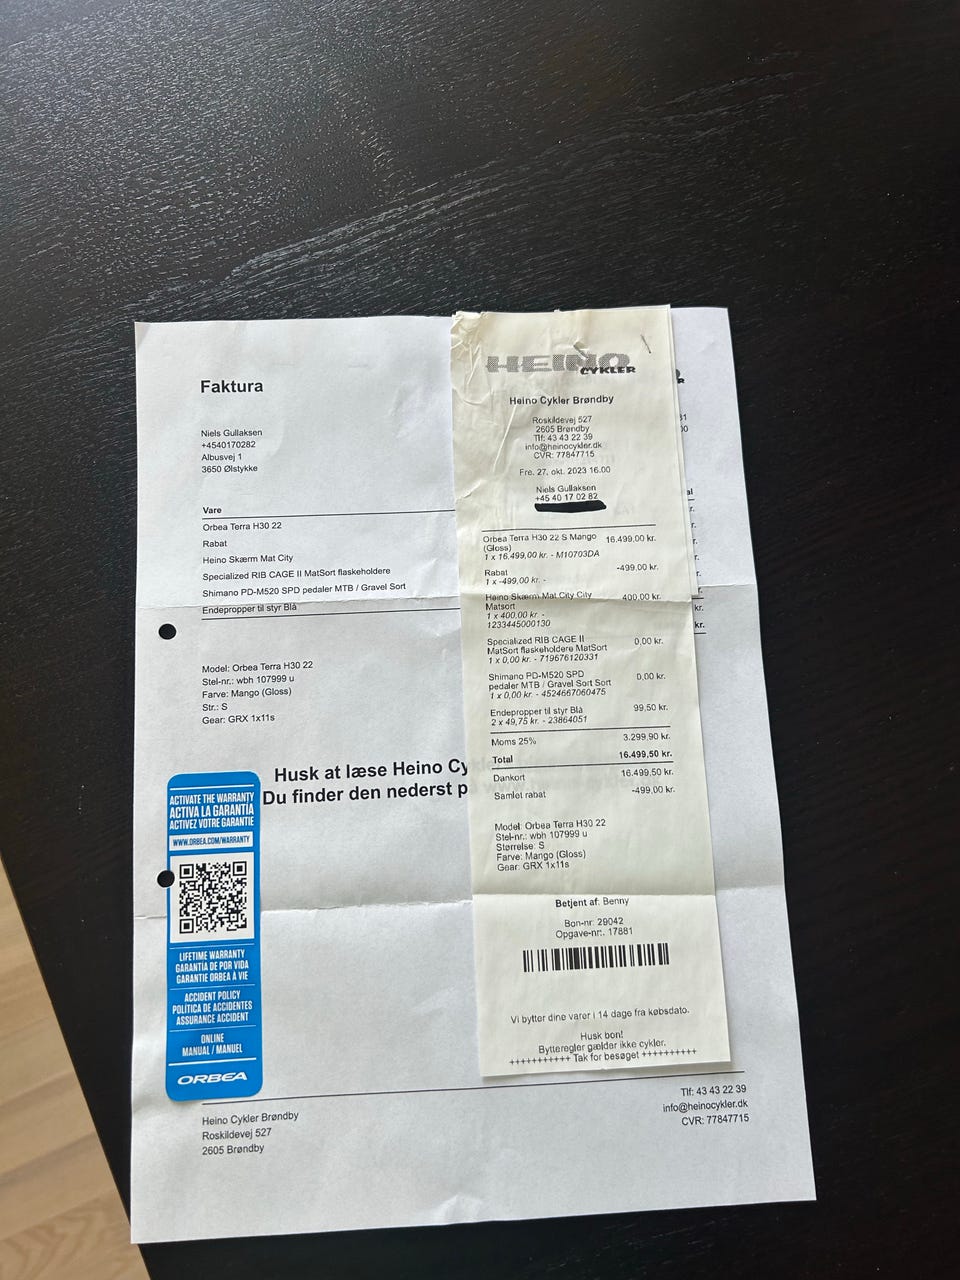 Faktura
Niels Gullaksen
+4540170282
Albusvej 1
3650 Ølstykke
Vare
Orbea Terra H30 22
Rabat
Heino Skærm Mat City
Specialized RIB CAGE II MatSort flaskeholdere
Shimano PD-M520 SPD pedaler MTB / Gravel Sort
Endepropper til styr Blå
Model: Orbea Terra H30 22
Stel-nr.: wbh 107999 u
Farve: Mango (Gloss)
Str.: S
Gear: GRX 1x11s
Husk at læse Heino Cy
Du finder den nederst p
ACTIVATE THE WARRANTY
ACTIVA LA GARANTÍA
ACTIVEZ VOTRE GARANTIE
WWW.ORBEA.COM/WARRANTY
LIFETIME WARRANTY
GARANTÍA DE POR VIDA
GARANTIE ORBEA À VIE
ACCIDENT POLICY
POLÍTICA DE ACCIDENTES
ASSURANCE ACCIDENT
ONLINE
MANUAL / MANUEL
ORBEA
Heino Cykler Brøndby
Roskildevej 527
2605 Brøndby
Tlf: 43 43 22 39
info@heinocykler.dk
CVR: 77847715
HEINO
CYKLER
Heino Cykler Brøndby
Roskildevej 527
2605 Brøndby
Tlf: 43 43 22 39
info@heinocykler.dk
CVR: 77847715
Fre. 27. okt. 2023 16.00
Niels Gullaksen
+45 40 17 02 82
Orbea Terra H30 22 S Mango 16.499,00 kr.
(Gloss)
1 x 16.499,00 kr. - M10703DA
Rabat -499,00 kr.
1 x -499,00 kr. -
Heino Skærm Mat City City 400,00 kr.
Matsort
1 x 400,00 kr. -
1233445000130
Specialized RIB CAGE II 0,00 kr.
MatSort flaskeholdere MatSort
1 x 0,00 kr. - 719676120331
Shimano PD-M520 SPD 0,00 kr.
pedaler MTB / Gravel Sort Sort
1 x 0,00 kr. - 4524667060475
Endepropper til styr Blå 99,50 kr.
2 x 49,75 kr. - 23864051
Moms 25% 3.299,90 kr.
Total 16.499,50 kr.
Dankort 16.499,50 kr.
Samlet rabat -499,00 kr.
Model: Orbea Terra H30 22
Stel-nr.: wbh 107999 u
Størrelse: S
Farve: Mango (Gloss)
Gear: GRX 1x11s
Betjent af: Benny
Bon-nr: 29042
Opgave-nr.: 17881
Vi bytter dine varer i 14 dage fra købsdato.
Husk bon!
Bytteregler gælder ikke cykler.
+++++++++++ Tak for besøget ++++++++++